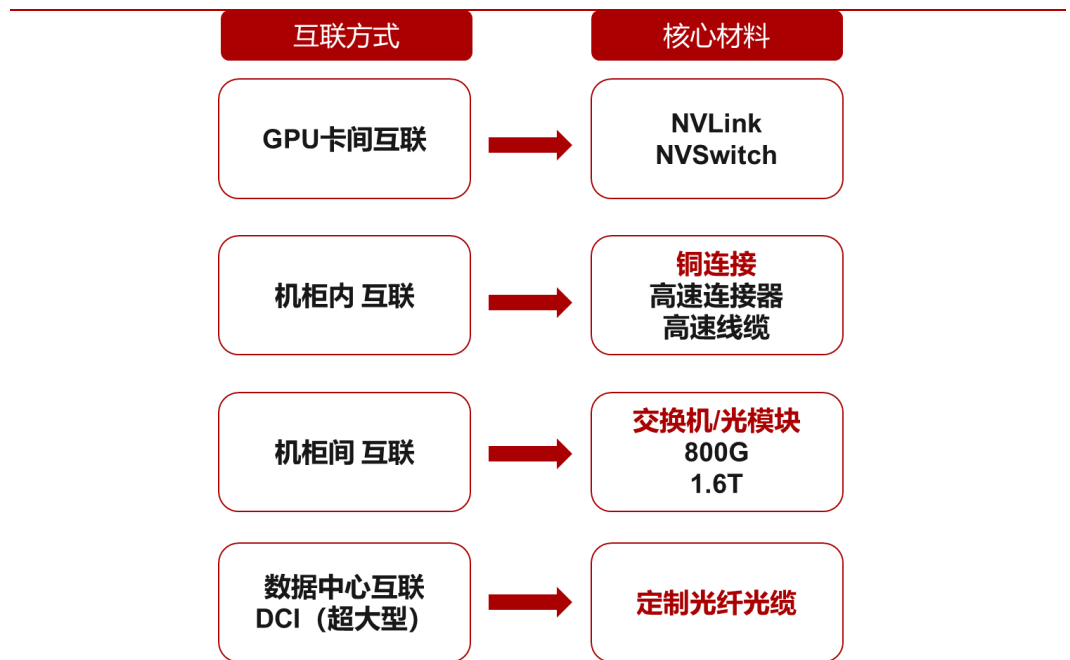 互联方式
核心材料
GPU卡间互联
NVLink
NVSwitch
机柜内 互联
铜连接
高速连接器
高速线缆
机柜间 互联
交换机/光模块
800G
1.6T
数据中心互联
DCI（超大型）
定制光纤光缆